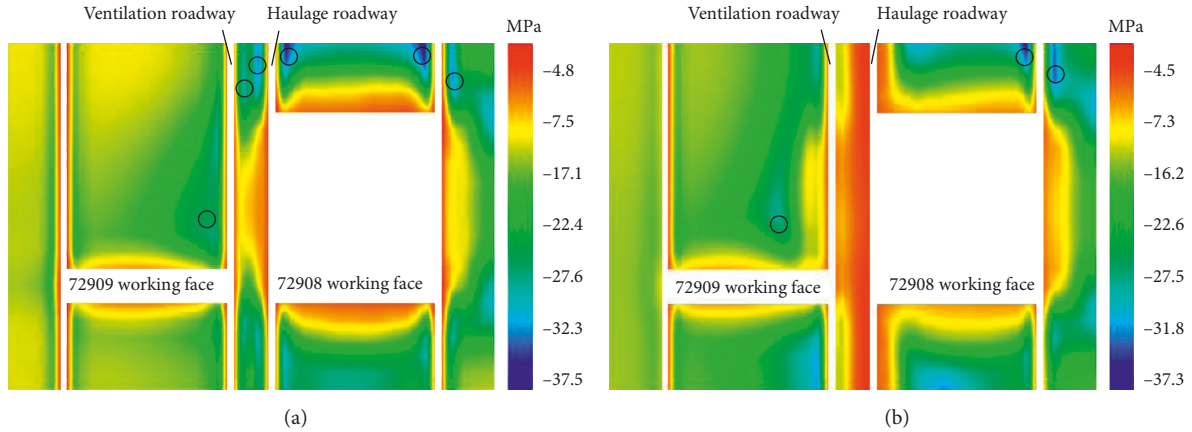 (a)
Ventilation roadway
Haulage roadway
MPa
–4.8
–7.5
–17.1
–22.4
–27.6
–32.3
–37.5
72909 working face
72908 working face
(b)
Ventilation roadway
Haulage roadway
MPa
–4.5
–7.3
–16.2
–22.4
–27.5
–31.8
–37.3
72909 working face
72908 working face